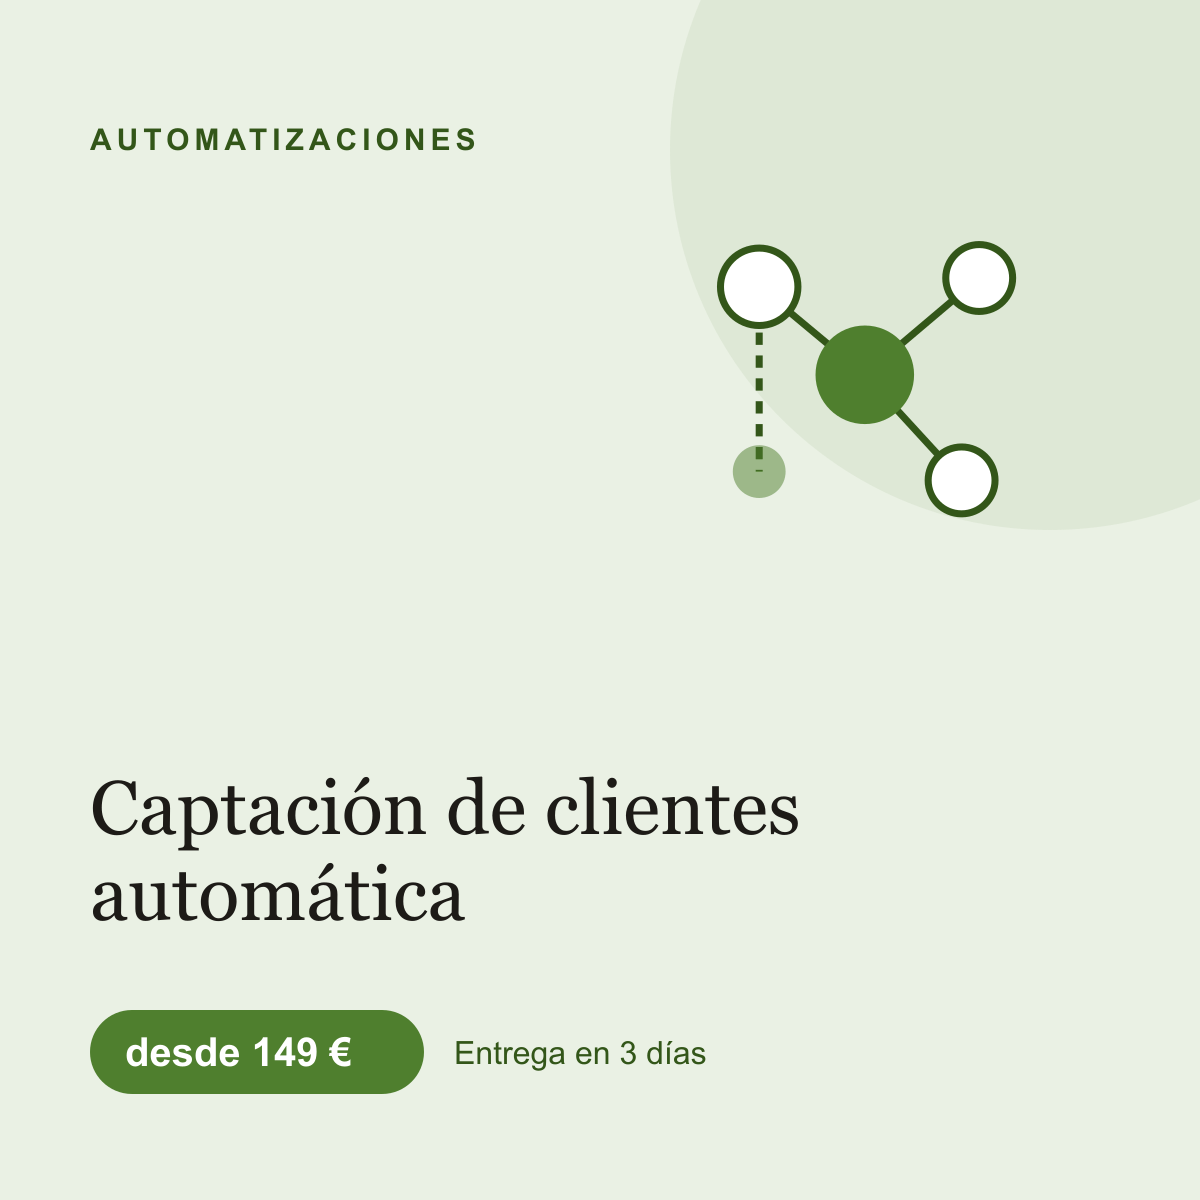 AUTOMATIZACIONES
Captación de clientes
automática
desde 149 €
Entrega en 3 días